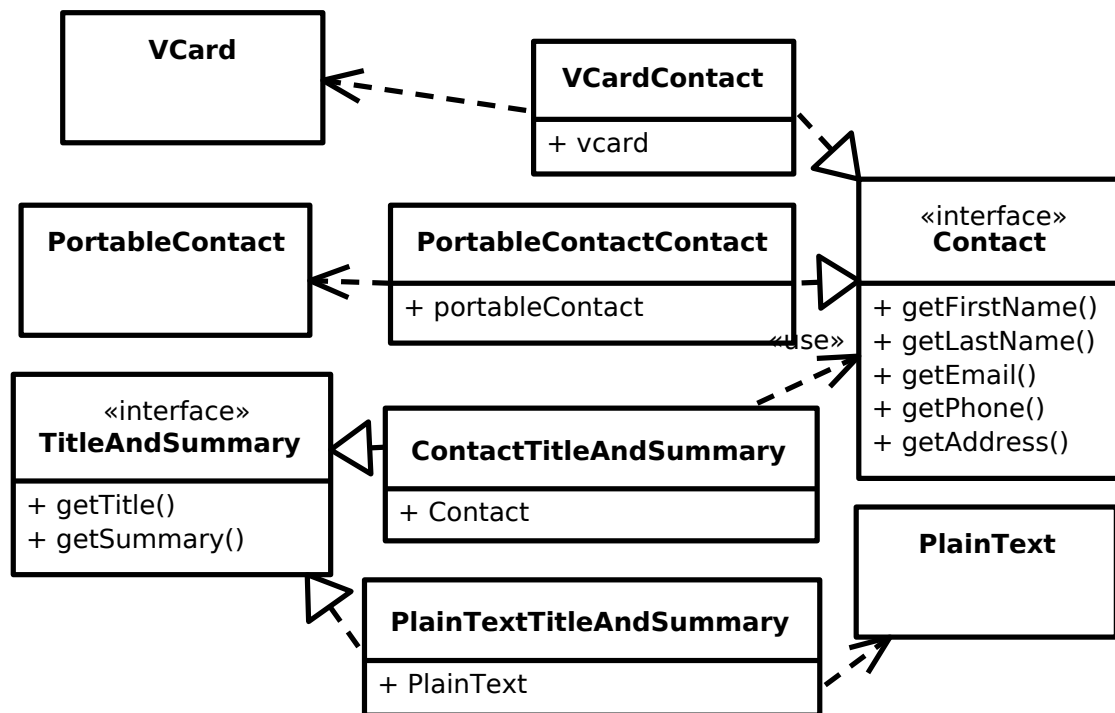 VCard
VCardContact
+ vcard
PortableContact
PortableContactContact
+ portableContact
«interface»
Contact
+ getFirstName()
+ getLastName()
+ getEmail()
+ getPhone()
+ getAddress()
«use»
«interface»
TitleAndSummary
+ getTitle()
+ getSummary()
ContactTitleAndSummary
+ Contact
PlainText
PlainTextTitleAndSummary
+ PlainText